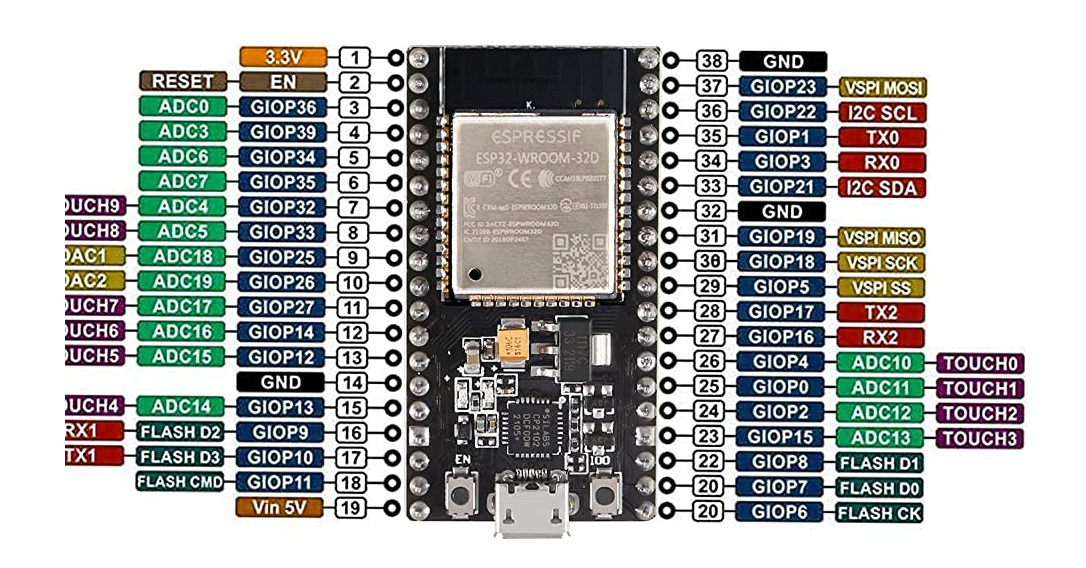 3.3V 1
RESET EN 2
ADC0 GIOP36 3
ADC3 GIOP39 4
ADC6 GIOP34 5
ADC7 GIOP35 6
OUCH9 ADC4 GIOP32 7
OUCH8 ADC5 GIOP33 8
DAC1 ADC18 GIOP25 9
DAC2 ADC19 GIOP26 10
OUCH7 ADC17 GIOP27 11
OUCH6 ADC16 GIOP14 12
OUCH5 ADC15 GIOP12 13
GND 14
OUCH4 ADC14 GIOP13 15
RX1 FLASH D2 GIOP9 16
TX1 FLASH D3 GIOP10 17
FLASH CMD GIOP11 18
Vin 5V 19
ESPRESSIF
ESP32-WROOM-32D
WiFi CE
SILABS
CP2102
EN
IO0
38 GND
37 GIOP23 VSPI MOSI
36 GIOP22 I2C SCL
35 GIOP1 TX0
34 GIOP3 RX0
33 GIOP21 I2C SDA
32 GND
31 GIOP19 VSPI MISO
30 GIOP18 VSPI SCK
29 GIOP5 VSPI SS
28 GIOP17 TX2
27 GIOP16 RX2
26 GIOP4 ADC10 TOUCH0
25 GIOP0 ADC11 TOUCH1
24 GIOP2 ADC12 TOUCH2
23 GIOP15 ADC13 TOUCH3
22 GIOP8 FLASH D1
20 GIOP7 FLASH D0
20 GIOP6 FLASH CK